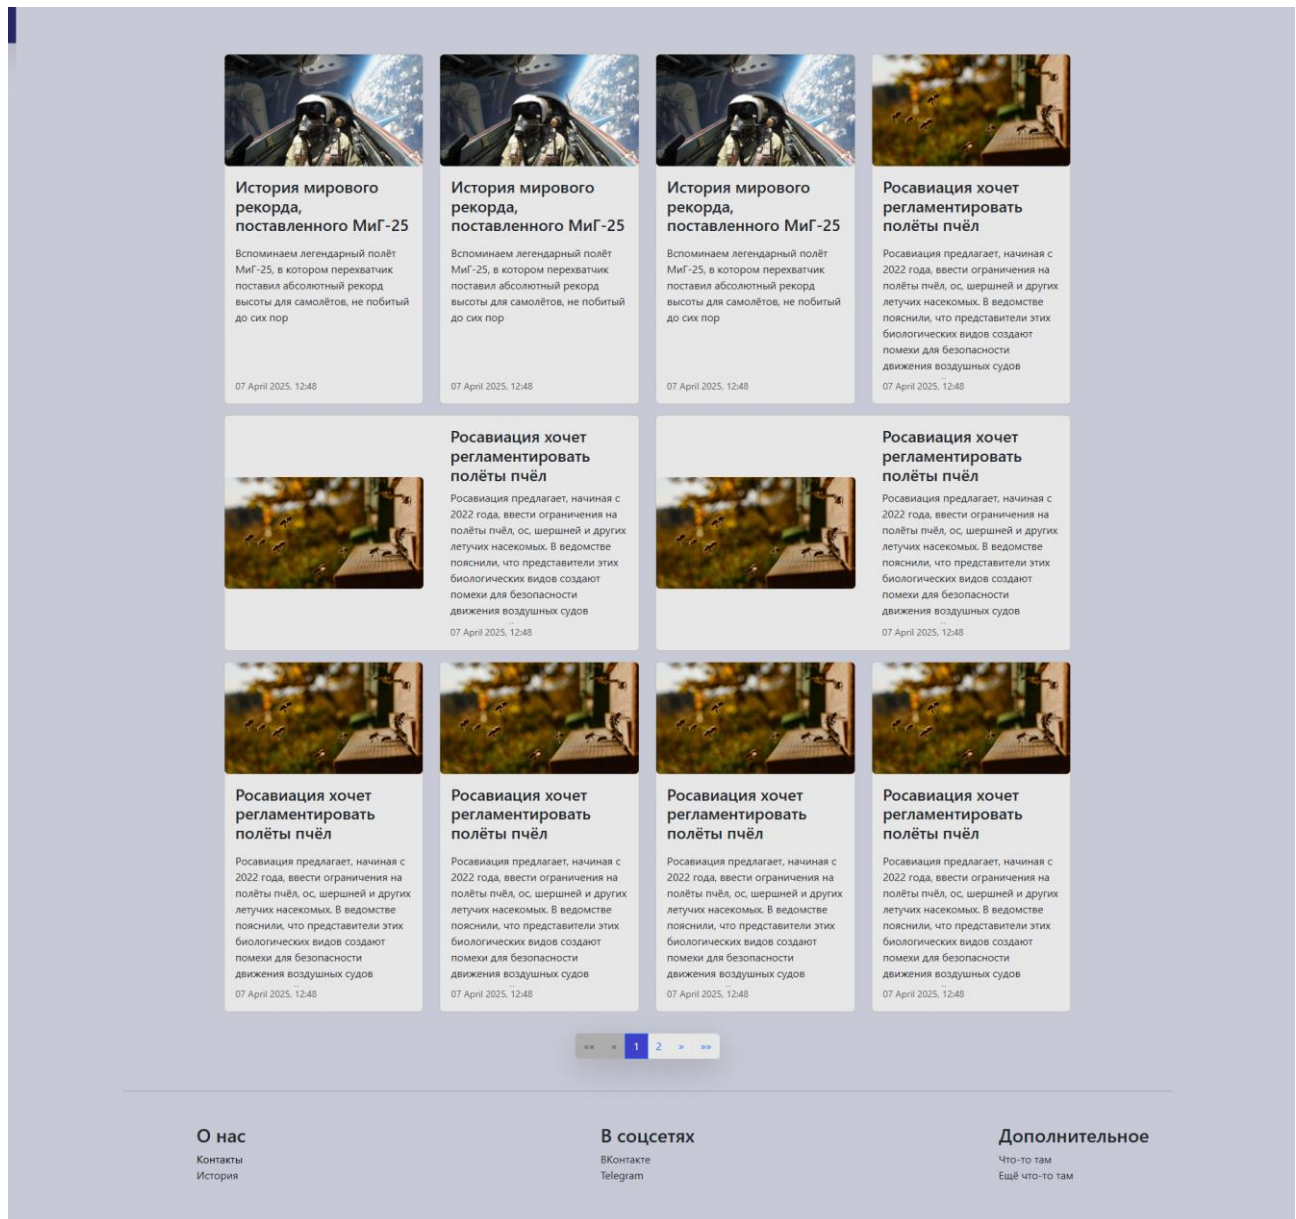 История мирового
рекорда,
поставленного МиГ-25
Вспоминаем легендарный полёт
МиГ-25, в котором перехватчик
поставил абсолютный рекорд
высоты для самолётов, не побитый
до сих пор
07 April 2025, 12:48
История мирового
рекорда,
поставленного МиГ-25
Вспоминаем легендарный полёт
МиГ-25, в котором перехватчик
поставил абсолютный рекорд
высоты для самолётов, не побитый
до сих пор
07 April 2025, 12:48
История мирового
рекорда,
поставленного МиГ-25
Вспоминаем легендарный полёт
МиГ-25, в котором перехватчик
поставил абсолютный рекорд
высоты для самолётов, не побитый
до сих пор
07 April 2025, 12:48
Росавиация хочет
регламентировать
полёты пчёл
Росавиация предлагает, начиная с
2022 года, ввести ограничения на
полёты пчёл, ос, шершней и других
летучих насекомых. В ведомстве
пояснили, что представители этих
биологических видов создают
помехи для безопасности
движения воздушных судов
07 April 2025, 12:48
Росавиация хочет
регламентировать
полёты пчёл
Росавиация предлагает, начиная с
2022 года, ввести ограничения на
полёты пчёл, ос, шершней и других
летучих насекомых. В ведомстве
пояснили, что представители этих
биологических видов создают
помехи для безопасности
движения воздушных судов
07 April 2025, 12:48
Росавиация хочет
регламентировать
полёты пчёл
Росавиация предлагает, начиная с
2022 года, ввести ограничения на
полёты пчёл, ос, шершней и других
летучих насекомых. В ведомстве
пояснили, что представители этих
биологических видов создают
помехи для безопасности
движения воздушных судов
07 April 2025, 12:48
Росавиация хочет
регламентировать
полёты пчёл
Росавиация предлагает, начиная с
2022 года, ввести ограничения на
полёты пчёл, ос, шершней и других
летучих насекомых. В ведомстве
пояснили, что представители этих
биологических видов создают
помехи для безопасности
движения воздушных судов
07 April 2025, 12:48
Росавиация хочет
регламентировать
полёты пчёл
Росавиация предлагает, начиная с
2022 года, ввести ограничения на
полёты пчёл, ос, шершней и других
летучих насекомых. В ведомстве
пояснили, что представители этих
биологических видов создают
помехи для безопасности
движения воздушных судов
07 April 2025, 12:48
Росавиация хочет
регламентировать
полёты пчёл
Росавиация предлагает, начиная с
2022 года, ввести ограничения на
полёты пчёл, ос, шершней и других
летучих насекомых. В ведомстве
пояснили, что представители этих
биологических видов создают
помехи для безопасности
движения воздушных судов
07 April 2025, 12:48
Росавиация хочет
регламентировать
полёты пчёл
Росавиация предлагает, начиная с
2022 года, ввести ограничения на
полёты пчёл, ос, шершней и других
летучих насекомых. В ведомстве
пояснили, что представители этих
биологических видов создают
помехи для безопасности
движения воздушных судов
07 April 2025, 12:48
«« « 1 2 » »»
О нас
Контакты
История
В соцсетях
ВКонтакте
Telegram
Дополнительное
Что-то там
Ещё что-то там